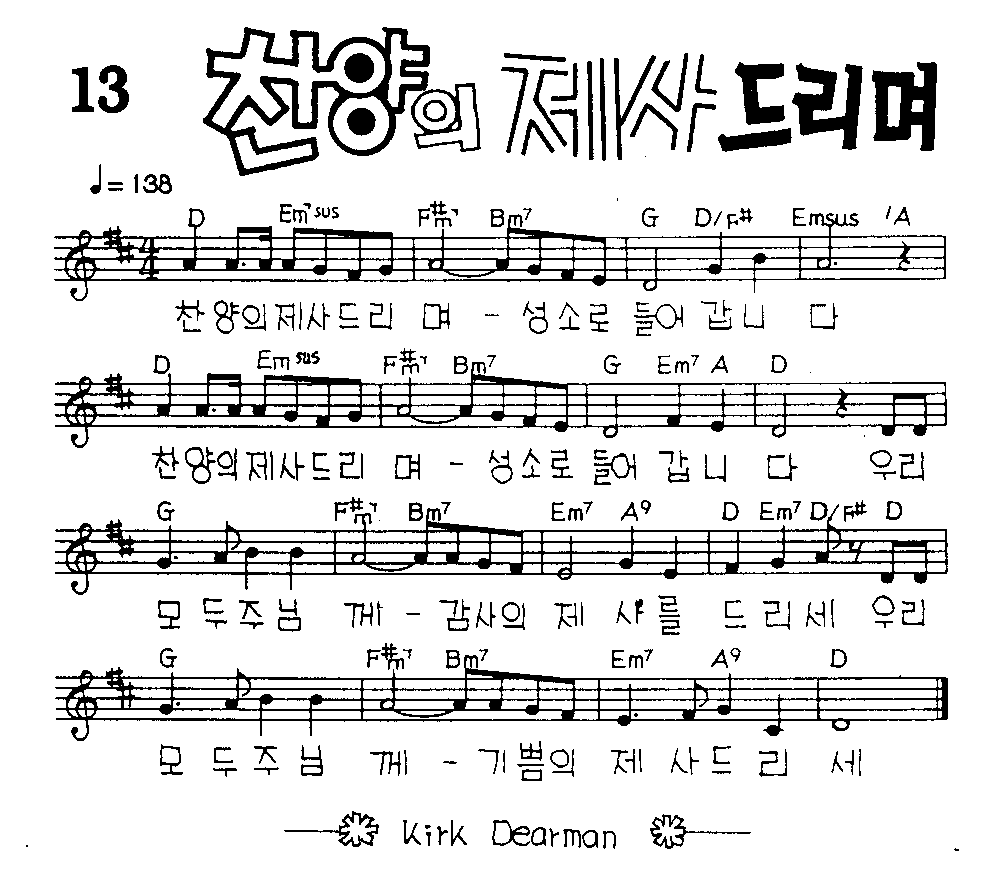 13 찬양의 제사 드리며
♩= 138
D Em⁷sus F#m⁷ Bm⁷ G D/F# Emsus /A
4/4
찬양의제사드리 며 - 성소로 들어 갑니 다
D Em sus F#m⁷ Bm⁷ G Em⁷ A D
찬양의제사드리 며 - 성소로 들어 갑니 다 우리
G F#m⁷ Bm⁷ Em⁷ A⁹ D Em⁷ D/F# D
모 두주님 께 - 감사의 제 사를 드리세 우리
G F#m⁷ Bm⁷ Em⁷ A⁹ D
모 두주님 께 - 기쁨의 제 사드 리 세
Kirk Dearman